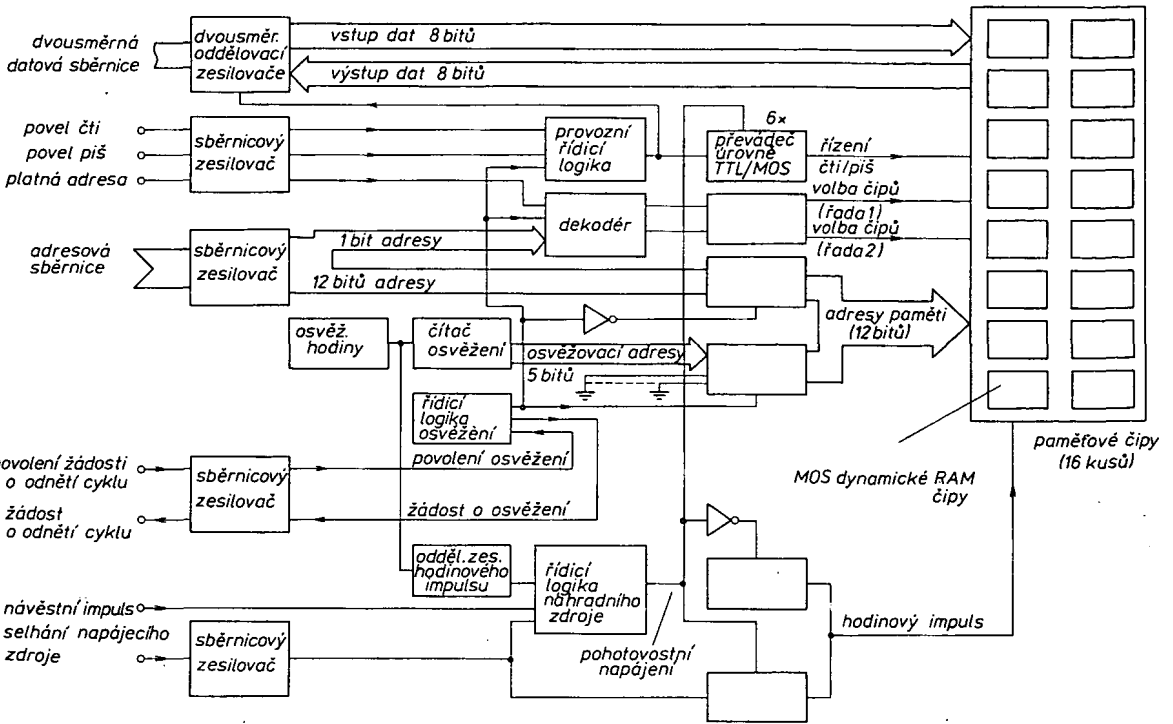 dvousměrná
datová sběrnice
dvousměr.
oddělovací
zesilovače
vstup dat 8 bitů
výstup dat 8 bitů
povel čti
povel piš
platná adresa
sběrnicový
zesilovač
provozní
řídicí
logika
6x
převádeč
úrovně
TTL/MOS
řízení
čti/piš
volba čipů
(řada 1)
volba čipů
(řada 2)
dekodér
adresová
sběrnice
sběrnicový
zesilovač
1 bit adresy
12 bitů adresy
adresy paměti
(12 bitů)
osvěž.
hodiny
čítač
osvěžení
osvěžovací adresy
5 bitů
řídicí
logika
osvěžení
povolení osvěžení
žádost o osvěžení
povolení žádosti
o odnětí cyklu
žádost
o odnětí cyklu
sběrnicový
zesilovač
MOS dynamické RAM
čipy
paměťové čipy
(16 kusů)
odděl. zes.
hodinového
impulsu
řídicí
logika
náhradního
zdroje
návěstní impuls
selhání napájecího
zdroje
sběrnicový
zesilovač
pohotovostní
napájení
hodinový impuls